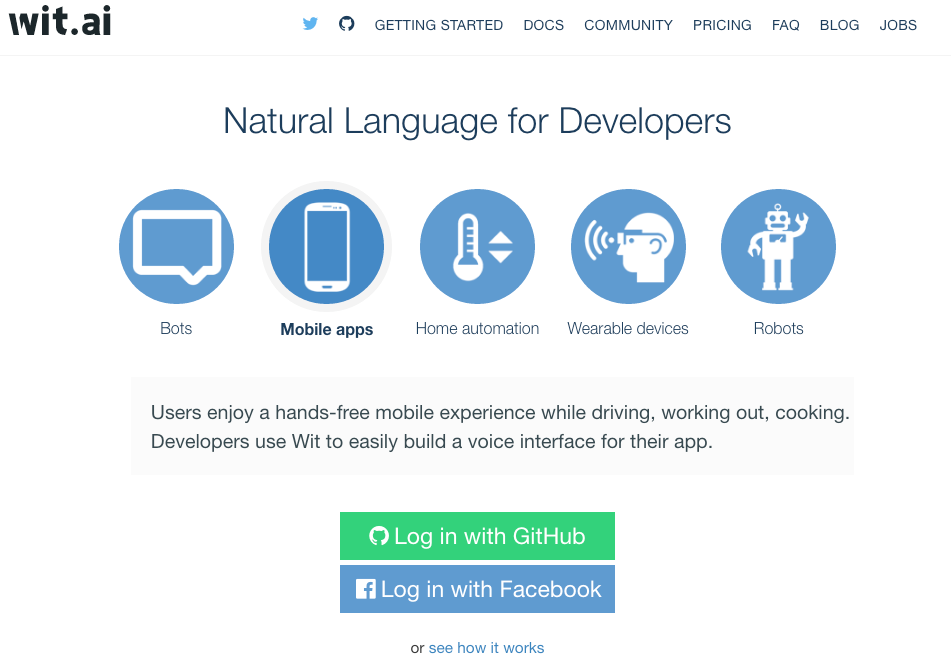 wit.ai
GETTING STARTED DOCS COMMUNITY PRICING FAQ BLOG JOBS
Natural Language for Developers
Bots Mobile apps Home automation Wearable devices Robots
Users enjoy a hands-free mobile experience while driving, working out, cooking.
Developers use Wit to easily build a voice interface for their app.
Log in with GitHub
Log in with Facebook
or see how it works